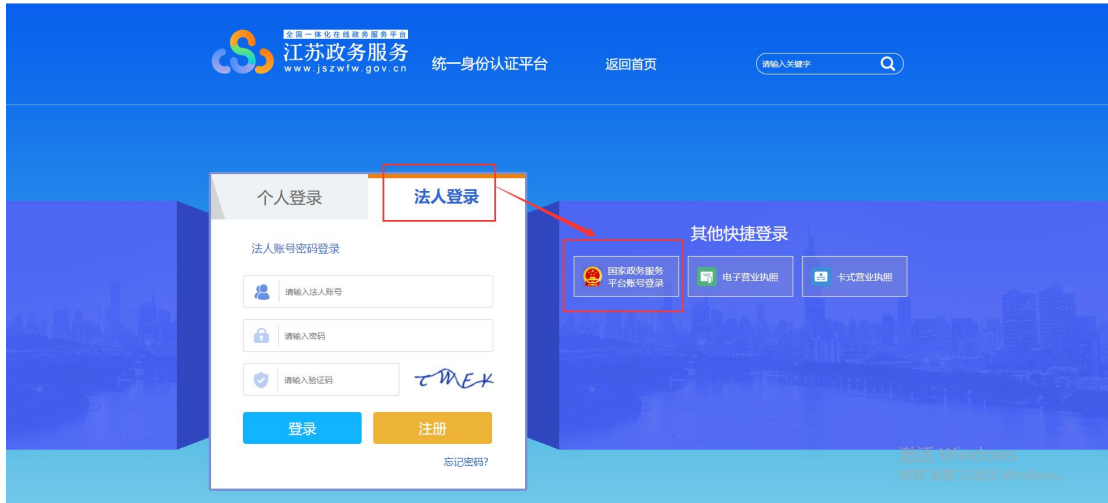 全国一体化在线政务服务平台
江苏政务服务
www.jszwfw.gov.cn
统一身份认证平台
返回首页
请输入关键字
个人登录
法人登录
法人账号密码登录
请输入法人账号
请输入密码
请输入验证码
登录
注册
忘记密码?
其他快捷登录
国家政务服务
平台账号登录
电子营业执照
卡式营业执照
激活 Windows